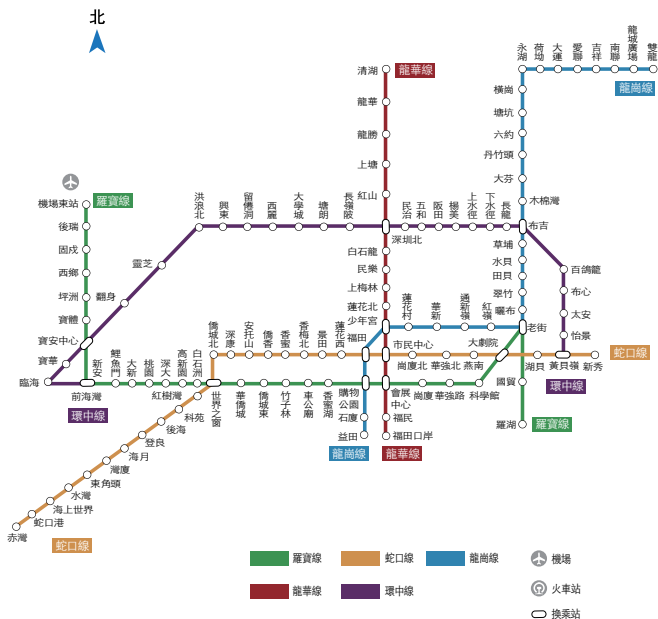 北
龍城廣場
雙龍
南聯
吉祥
愛聯
大運
荷坳
永湖
龍崗線
橫崗
塘坑
六約
丹竹頭
大芬
木棉灣
布吉
清湖
龍華線
龍華
龍勝
上塘
紅山
深圳北
機場東站
羅寶線
後瑞
固戍
西鄉
坪洲
寶體
寶安中心
翻身
靈芝
洪浪北
興東
留仙洞
西麗
大學城
塘朗
長嶺陂
民治
五和
阪田
楊美
上水徑
下水徑
長龍
白石龍
民樂
上梅林
蓮花北
少年宮
福田
草埔
水貝
田貝
翠竹
曬布
老街
百鴿籠
布心
太安
怡景
蓮花村
華新
通新嶺
紅嶺
僑城北
深康
安托山
僑香
香蜜
香梅北
景田
蓮花西
市民中心
大劇院
崗廈北
華強北
燕南
湖貝
黃貝嶺
新秀
蛇口線
環中線
寶華
臨海
前海灣
新安
鯉魚門
大新
桃園
深大
高新園
白石洲
紅樹灣
世界之窗
華僑城
僑城東
竹子林
車公廟
香蜜湖
購物公園
會展中心
崗廈
華強路
科學館
國貿
羅湖
羅寶線
石廈
益田
龍崗線
福民
福田口岸
龍華線
環中線
科苑
後海
登良
海月
灣廈
東角頭
水灣
海上世界
蛇口港
赤灣
蛇口線
羅寶線
蛇口線
龍崗線
龍華線
環中線
機場
火車站
換乘站